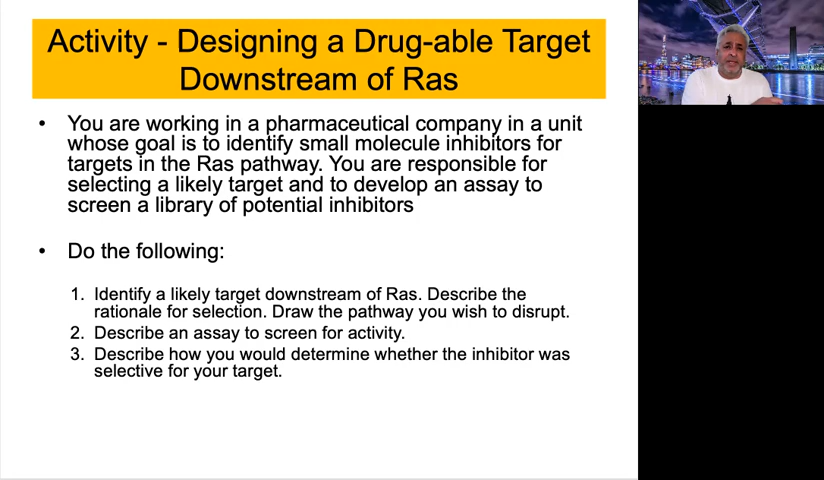 Activity - Designing a Drug-able Target
Downstream of Ras
• You are working in a pharmaceutical company in a unit
whose goal is to identify small molecule inhibitors for
targets in the Ras pathway. You are responsible for
selecting a likely target and to develop an assay to
screen a library of potential inhibitors
• Do the following:
1. Identify a likely target downstream of Ras. Describe the
rationale for selection. Draw the pathway you wish to disrupt.
2. Describe an assay to screen for activity.
3. Describe how you would determine whether the inhibitor was
selective for your target.